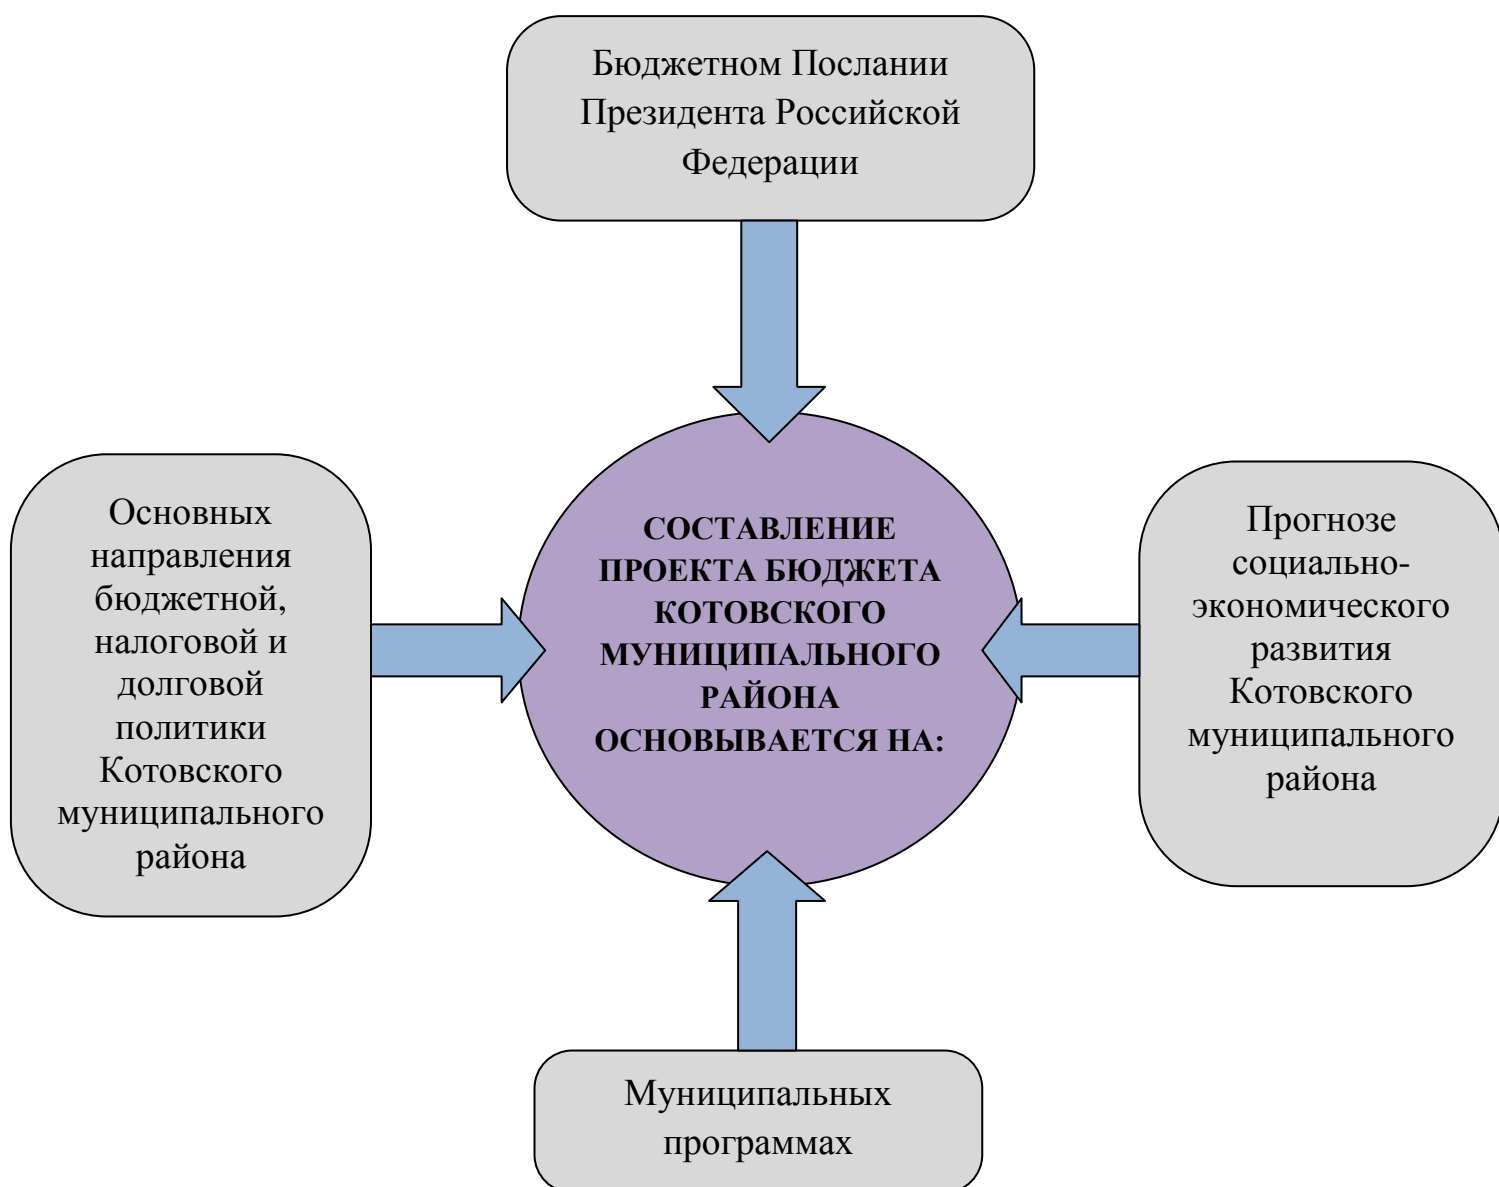 Бюджетном Послании
Президента Российской
Федерации
Основных
направления
бюджетной,
налоговой и
долговой
политики
Котовского
муниципального
района
СОСТАВЛЕНИЕ
ПРОЕКТА БЮДЖЕТА
КОТОВСКОГО
МУНИЦИПАЛЬНОГО
РАЙОНА
ОСНОВЫВАЕТСЯ НА:
Прогнозе
социально-
экономического
развития
Котовского
муниципального
района
Муниципальных
программах